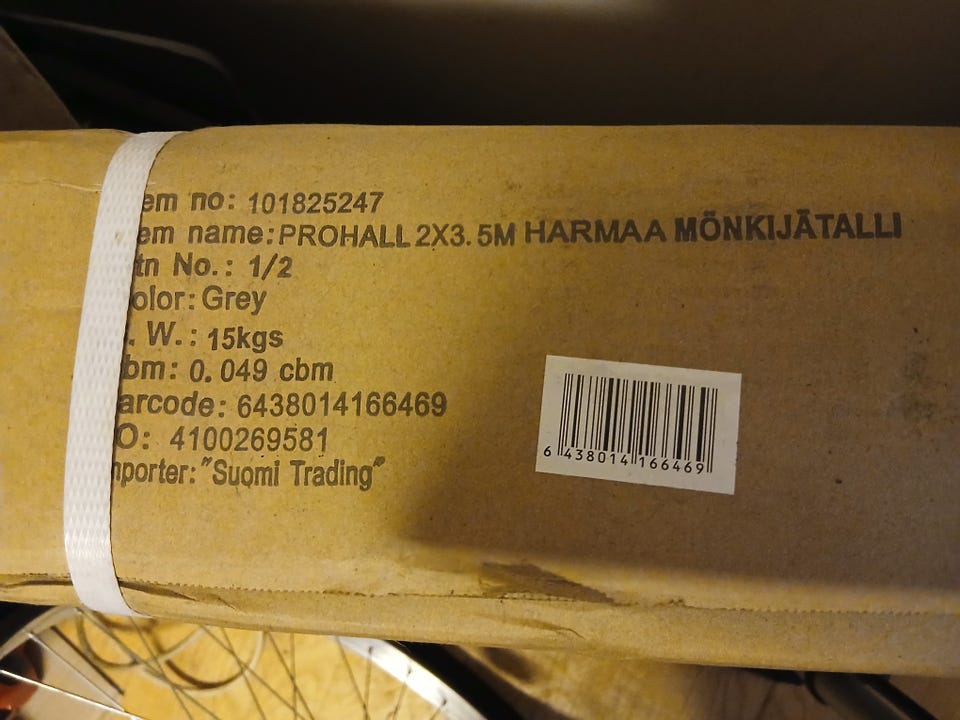 em no: 101825247
em name: PROHALL 2X3.5M HARMAA MÖNKIJÄTALLI
tn No.: 1/2
olor: Grey
. W.: 15kgs
bm: 0.049 cbm
arcode: 6438014166469
O: 4100269581
porter: "Suomi Trading"
6 438014 166469